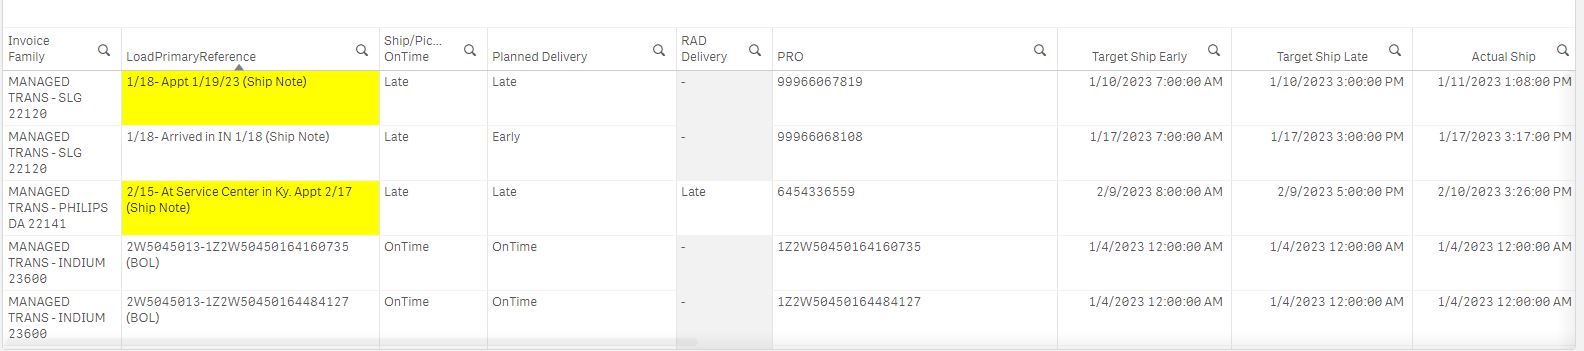 Invoice Family LoadPrimaryReference Ship/Pic... OnTime Planned Delivery RAD Delivery PRO Target Ship Early Target Ship Late Actual Ship
MANAGED 1/18- Appt 1/19/23 (Ship Note) Late Late - 99966067819 1/10/2023 7:00:00 AM 1/10/2023 3:00:00 PM 1/11/2023 1:08:00 PM
TRANS - SLG
22120
MANAGED 1/18- Arrived in IN 1/18 (Ship Note) Late Early - 99966068108 1/17/2023 7:00:00 AM 1/17/2023 3:00:00 PM 1/17/2023 3:17:00 PM
TRANS - SLG
22120
MANAGED 2/15- At Service Center in Ky. Appt 2/17 Late Late Late 6454336559 2/9/2023 8:00:00 AM 2/9/2023 5:00:00 PM 2/10/2023 3:26:00 PM
TRANS - PHILIPS (Ship Note)
DA 22141
MANAGED 2W5045013-1Z2W50450164160735 OnTime OnTime - 1Z2W50450164160735 1/4/2023 12:00:00 AM 1/4/2023 12:00:00 AM 1/4/2023 12:00:00 AM
TRANS - INDIUM (BOL)
23600
MANAGED 2W5045013-1Z2W50450164484127 OnTime OnTime - 1Z2W50450164484127 1/4/2023 12:00:00 AM 1/4/2023 12:00:00 AM 1/4/2023 12:00:00 AM
TRANS - INDIUM (BOL)
23600